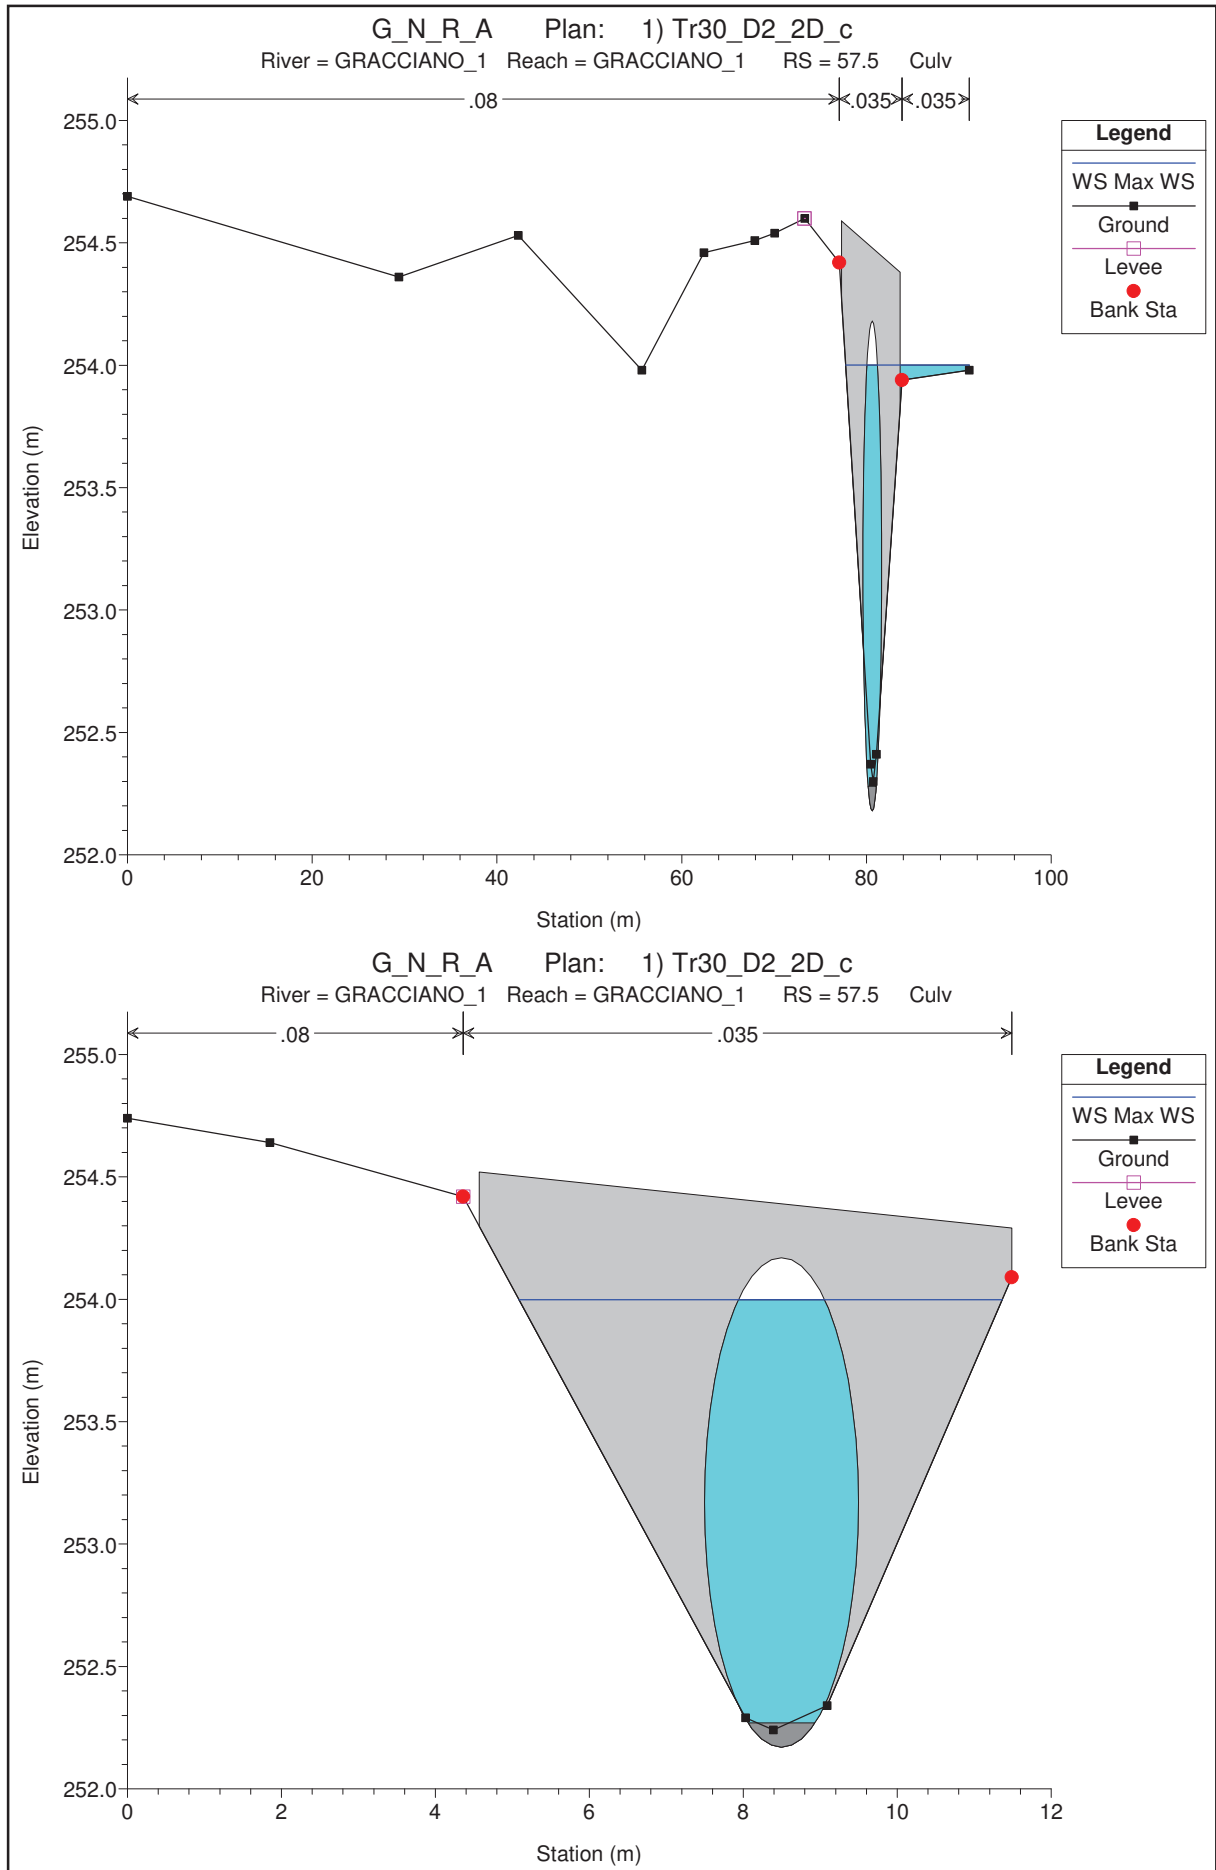 G_N_R_A Plan: 1) Tr30_D2_2D_c
River = GRACCIANO_1 Reach = GRACCIANO_1 RS = 57.5 Culv
.08 .035 .035
Legend
WS Max WS
Ground
Levee
Bank Sta
Elevation (m)
255.0
254.5
254.0
253.5
253.0
252.5
252.0
0 20 40 60 80 100
Station (m)
G_N_R_A Plan: 1) Tr30_D2_2D_c
River = GRACCIANO_1 Reach = GRACCIANO_1 RS = 57.5 Culv
.08 .035
Legend
WS Max WS
Ground
Levee
Bank Sta
Elevation (m)
255.0
254.5
254.0
253.5
253.0
252.5
252.0
0 2 4 6 8 10 12
Station (m)